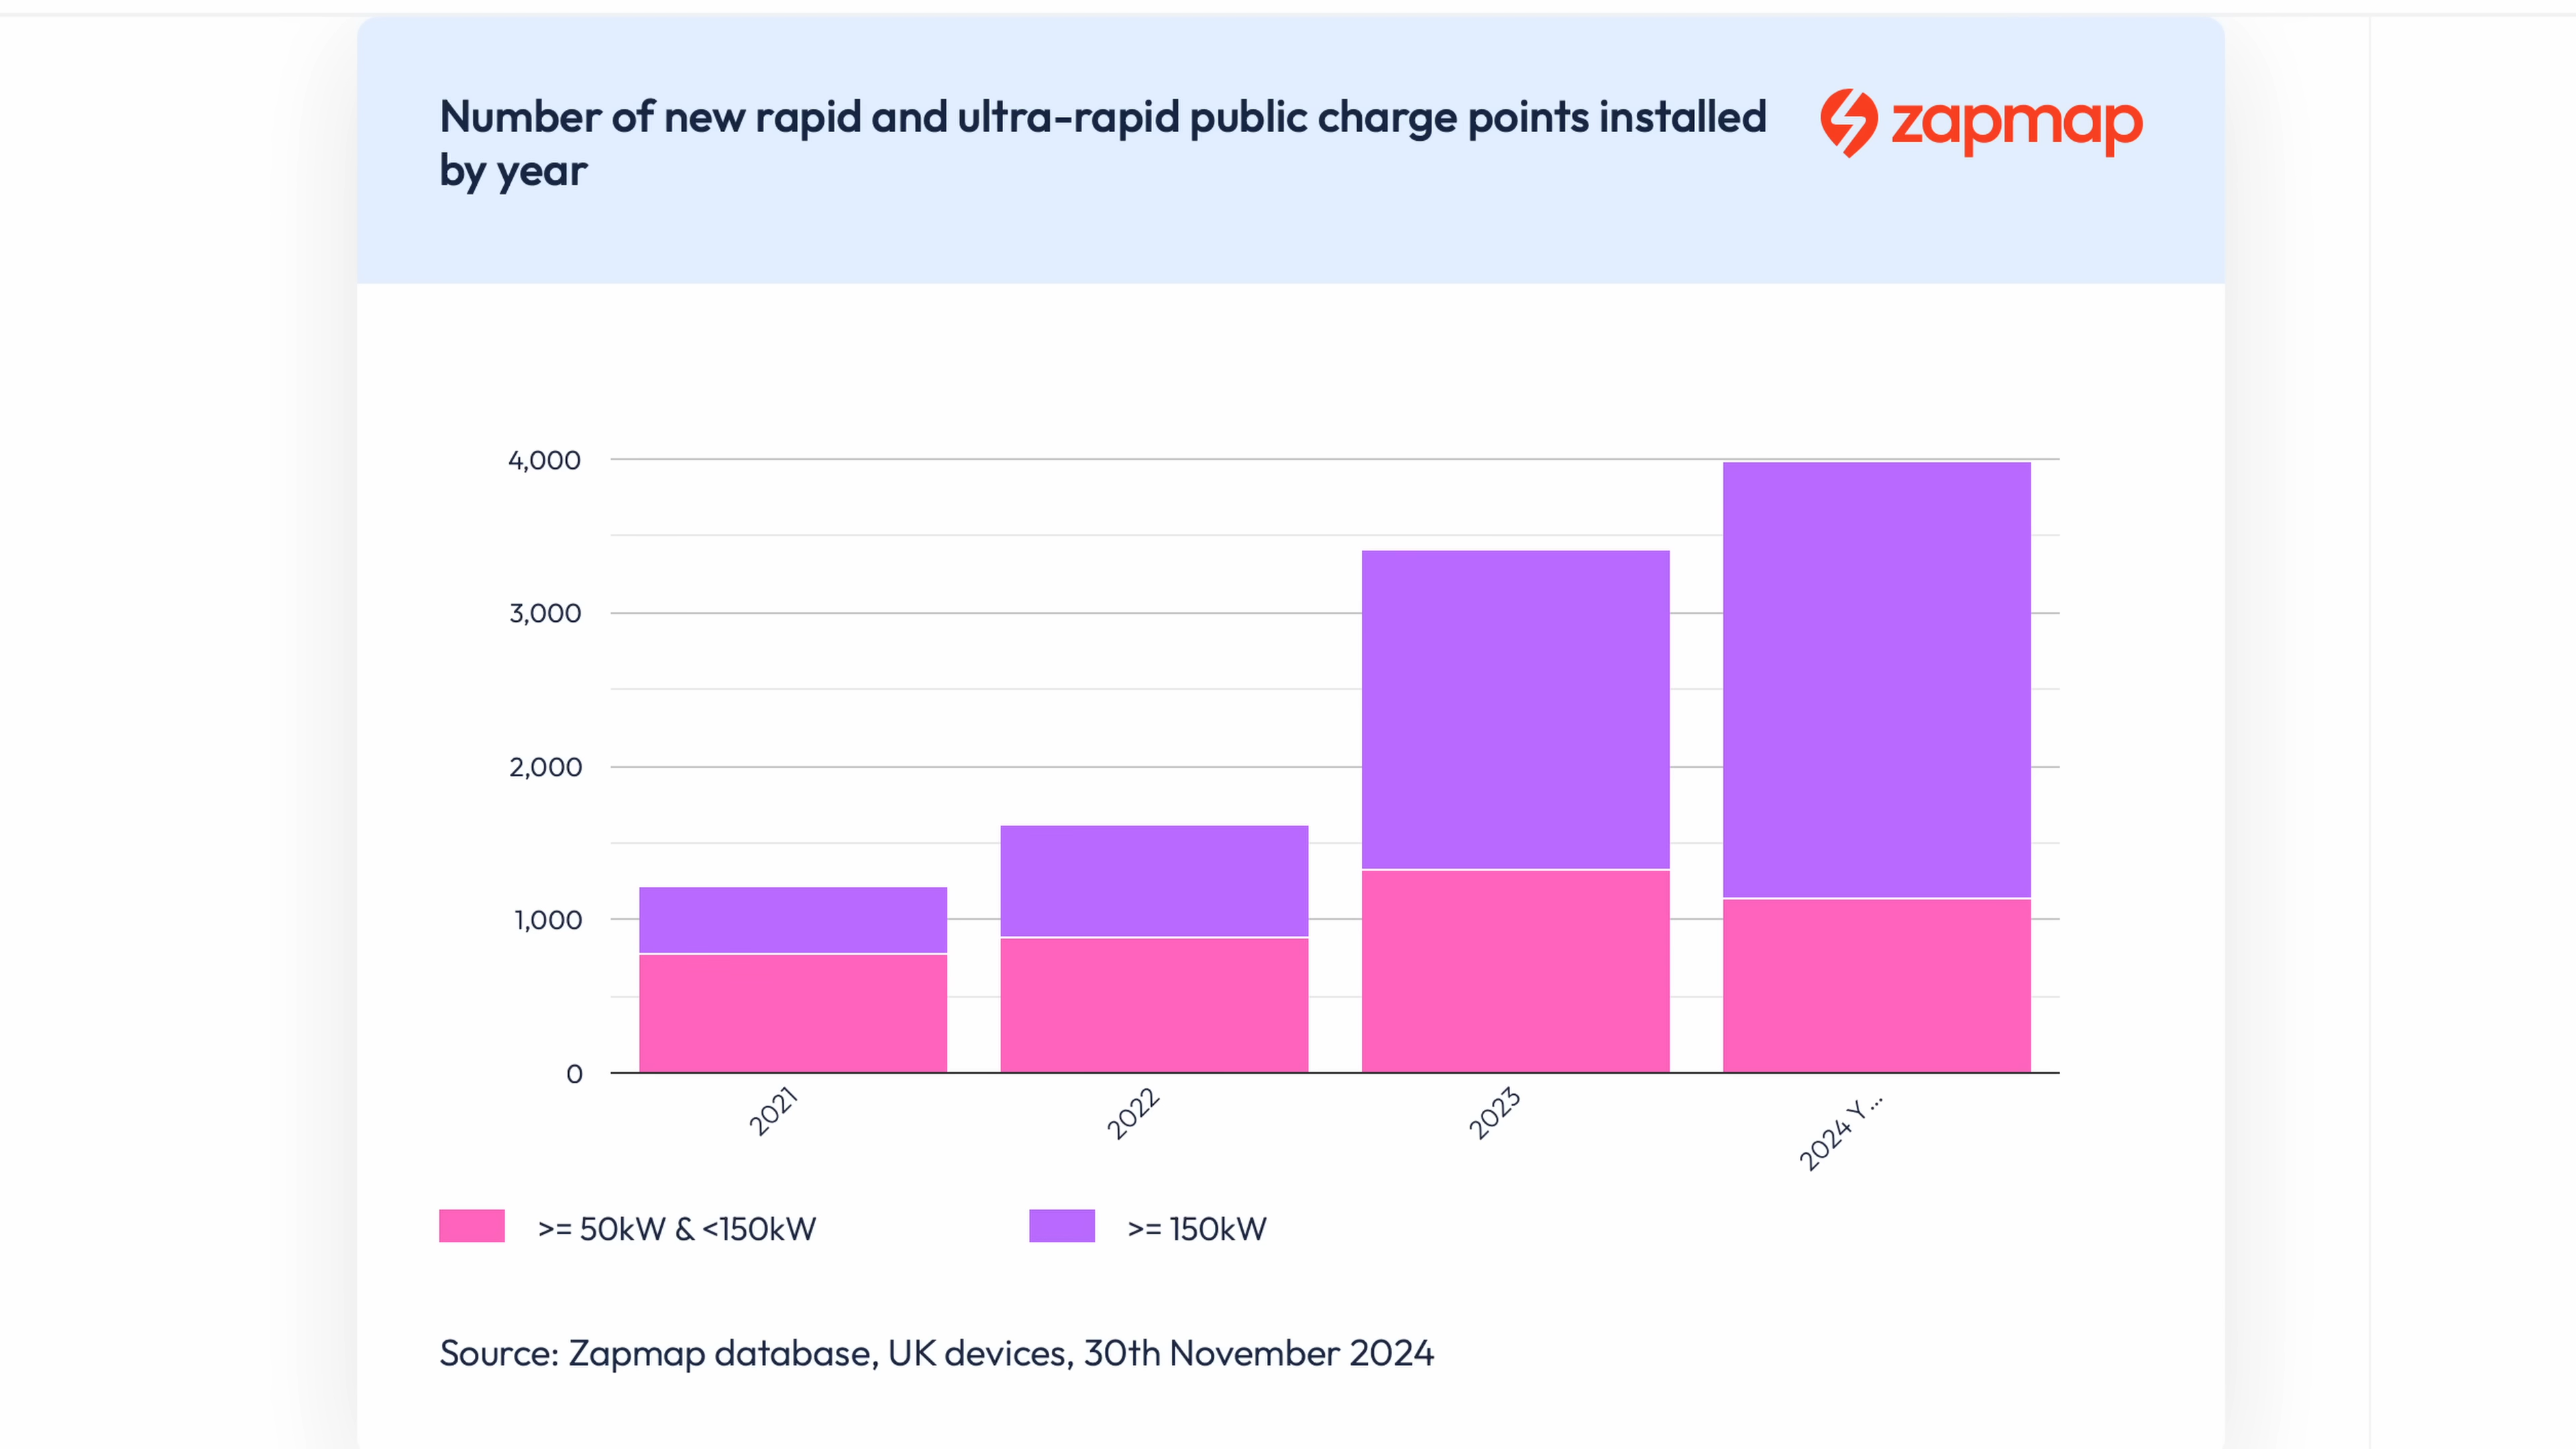 Number of new rapid and ultra-rapid public charge points installed
by year
zapmap
4,000
3,000
2,000
1,000
0
2021
2022
2023
2024 Y...
>= 50kW & <150kW
>= 150kW
Source: Zapmap database, UK devices, 30th November 2024